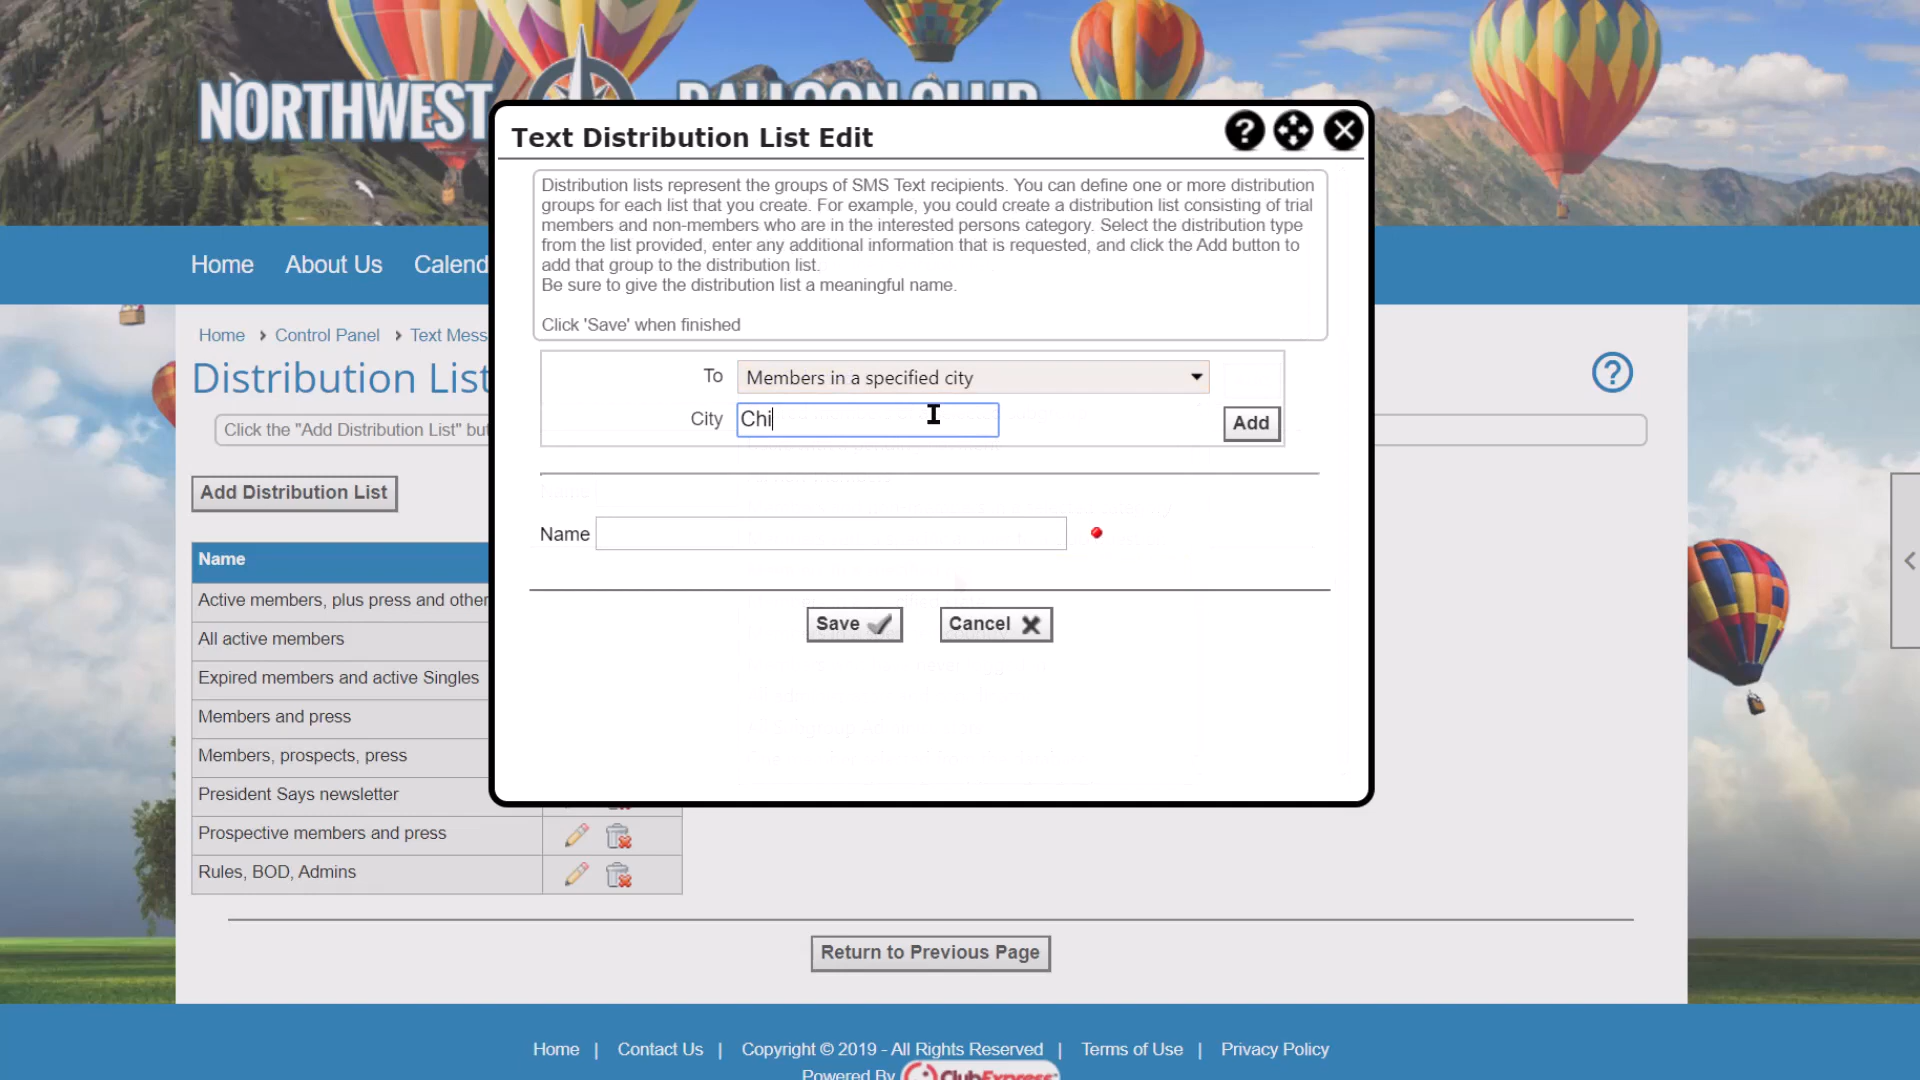 NORTHWEST
BALLOON CLUB
Text Distribution List Edit
?
Distribution lists represent the groups of SMS Text recipients. You can define one or more distribution
groups for each list that you create. For example, you could create a distribution list consisting of trial
members and non-members who are in the interested persons category. Select the distribution type
from the list provided, enter any additional information that is requested, and click the Add button to
add that group to the distribution list.
Be sure to give the distribution list a meaningful name.
Click 'Save' when finished
To Members in a specified city
City Chi
Add
Name
Save
Cancel
Home About Us Calend
Home > Control Panel > Text Mess
Distribution List
?
Click the "Add Distribution List" but
Add Distribution List
Name
Active members, plus press and other
All active members
Expired members and active Singles
Members and press
Members, prospects, press
President Says newsletter
Prospective members and press
Rules, BOD, Admins
Return to Previous Page
Home | Contact Us | Copyright © 2019 - All Rights Reserved | Terms of Use | Privacy Policy
Powered By ClubExpress